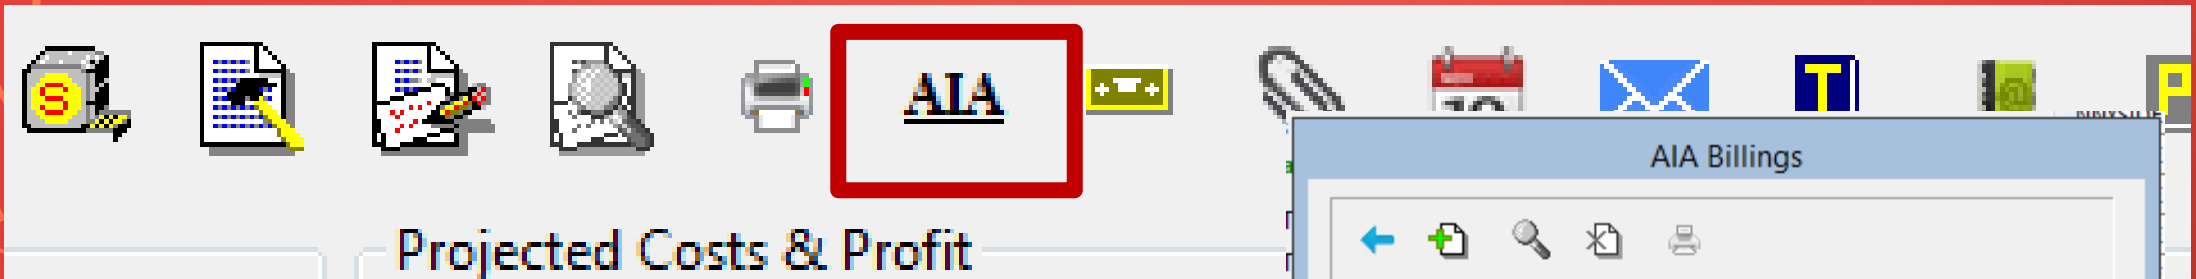 S
AIA
T
P
AIA Billings
Projected Costs & Profit